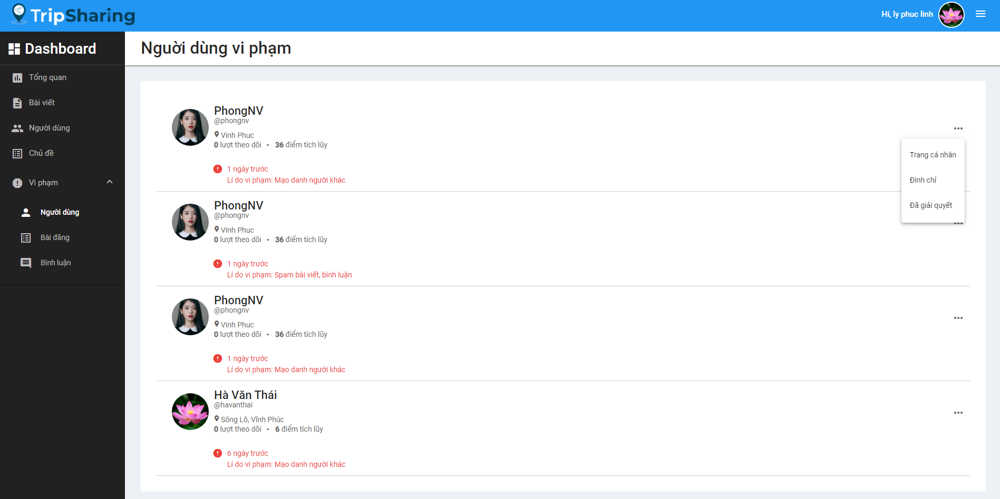 TripSharing
Hi, ly phuc linh
Dashboard
Tổng quan
Bài viết
Người dùng
Chủ đề
Vi phạm
Người dùng
Bài đăng
Bình luận
Người dùng vi phạm
PhongNV
@phongnv
Vinh Phuc
0 lượt theo dõi • 36 điểm tích lũy
1 ngày trước
Lí do vi phạm: Mạo danh người khác
Trang cá nhân
Đình chỉ
Đã giải quyết
PhongNV
@phongnv
Vinh Phuc
0 lượt theo dõi • 36 điểm tích lũy
1 ngày trước
Lí do vi phạm: Spam bài viết, bình luận
PhongNV
@phongnv
Vinh Phuc
0 lượt theo dõi • 36 điểm tích lũy
1 ngày trước
Lí do vi phạm: Mạo danh người khác
Hà Văn Thái
@havanthai
Sông Lô, Vĩnh Phúc
0 lượt theo dõi • 6 điểm tích lũy
6 ngày trước
Lí do vi phạm: Mạo danh người khác